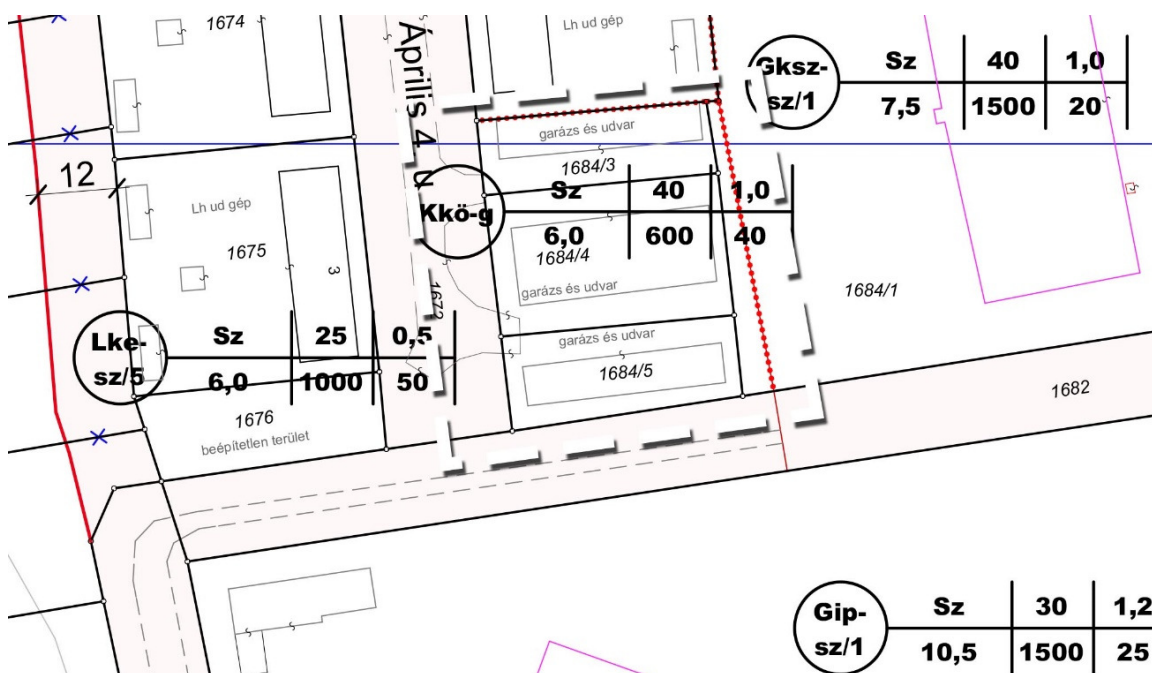 1674
Április 4. u
Lh ud gép
Gksz-
sz/1
Sz 40 1,0
7,5 1500 20
garázs és udvar
1684/3
12
Lh ud gép
1675
3
Kkö-g
Sz 40 1,0
6,0 600 40
1684/4
garázs és udvar
1672
1684/1
Lke-
sz/5
Sz 25 0,5
6,0 1000 50
garázs és udvar
1684/5
1682
1676
beépítetlen terület
Gip-
sz/1
Sz 30 1,2
10,5 1500 25